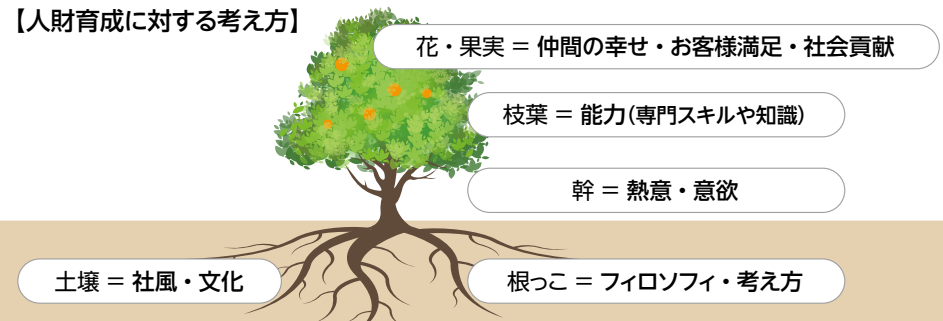 【人財育成に対する考え方】
花・果実 = 仲間の幸せ・お客様満足・社会貢献
枝葉 = 能力(専門スキルや知識)
幹 = 熱意・意欲
土壌 = 社風・文化
根っこ = フィロソフィ・考え方